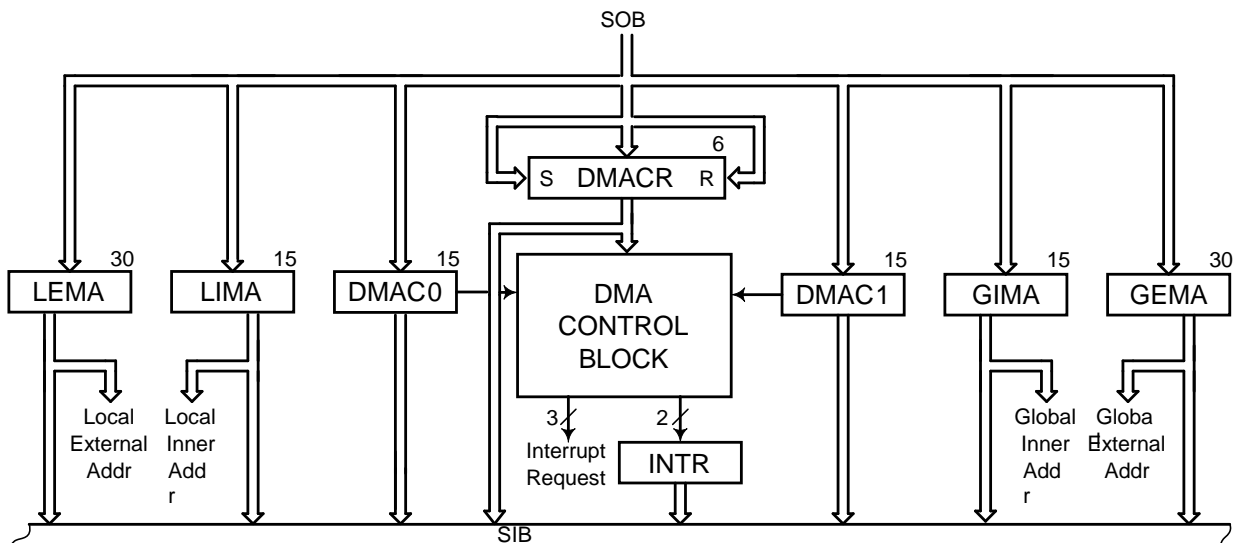 SOB
6
S DMACR R
30
LEMA
15
LIMA
15
DMAC0
DMA
CONTROL
BLOCK
15
DMAC1
15
GIMA
30
GEMA
Local
External
Addr
Local
Inner
Add
r
3
Interrupt
Request
2
INTR
Global
Inner
Add
r
Globa
l
External
Addr
SIB